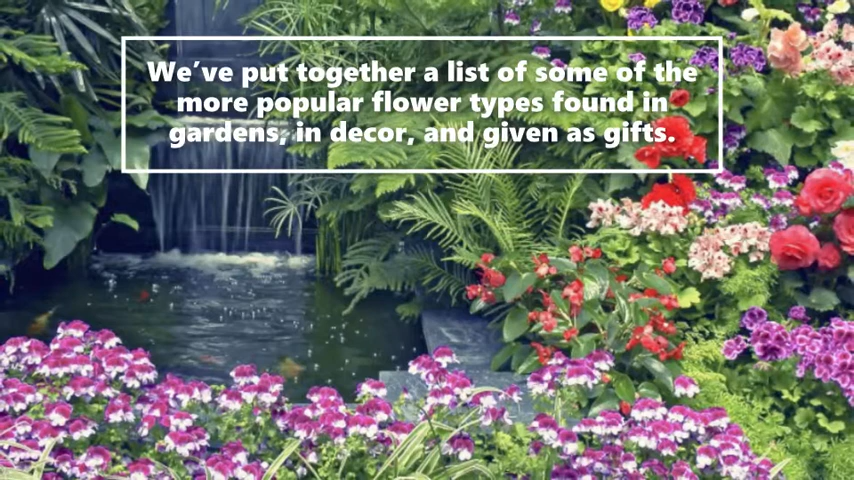 We've put together a list of some of the
more popular flower types found in
gardens, in decor, and given as gifts.